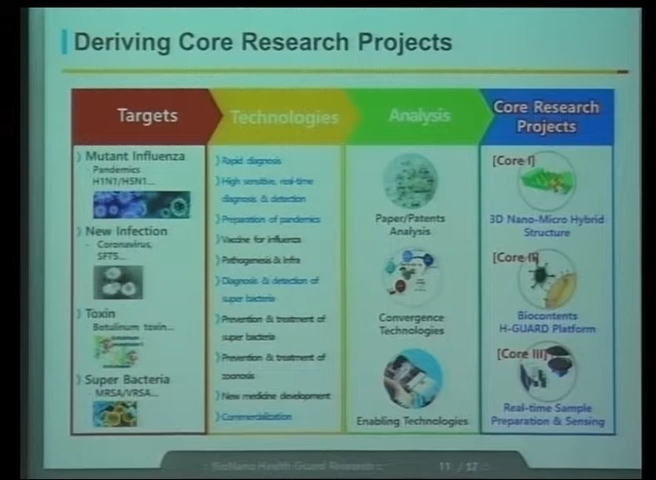 Deriving Core Research Projects
Targets
Technologies
Analysis
Core Research
Projects
Mutant Influenza
- Pandemics
H1N1/H5N1...
New Infection
- Coronavirus,
SFTS...
Toxin
Botulinum toxin...
Super Bacteria
MRSA/VRSA...
Rapid diagnosis
High sensitive, real-time
diagnosis & detection
Preparation of pandemics
Vaccine for influenza
Pathogenesis & Infra
Diagnosis & detection of
super bacteria
Prevention & treatment of
super bacteria
Prevention & treatment of
zoonosis
New medicine development
Commercialization
Paper/Patents
Analysis
Convergence
Technologies
Enabling Technologies
[Core I]
3D Nano-Micro Hybrid
Structure
[Core II]
Biocontents
H-GUARD Platform
[Core III]
Real-time Sample
Preparation & Sensing
BioNano Health Guard Research
11 / 17